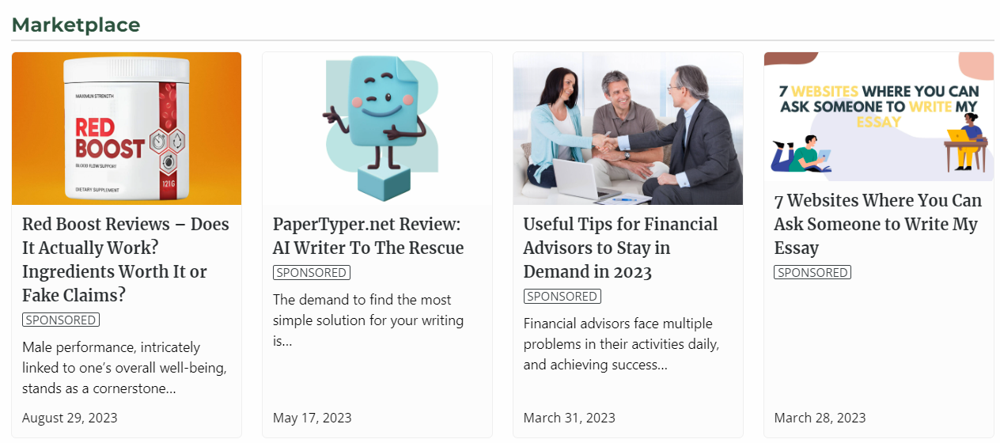 Marketplace
MAXIMUM STRENGTH
RED
BOOST
BLOOD FLOW SUPPORT
DIETARY SUPPLEMENT
121G
Red Boost Reviews – Does
It Actually Work?
Ingredients Worth It or
Fake Claims?
SPONSORED
Male performance, intricately
linked to one’s overall well-being,
stands as a cornerstone...
August 29, 2023
PaperTyper.net Review:
AI Writer To The Rescue
SPONSORED
The demand to find the most
simple solution for your writing
is...
May 17, 2023
Useful Tips for Financial
Advisors to Stay in
Demand in 2023
SPONSORED
Financial advisors face multiple
problems in their activities daily,
and achieving success...
March 31, 2023
7 WEBSITES WHERE YOU CAN
ASK SOMEONE TO WRITE MY
ESSAY
7 Websites Where You Can
Ask Someone to Write My
Essay
SPONSORED
March 28, 2023